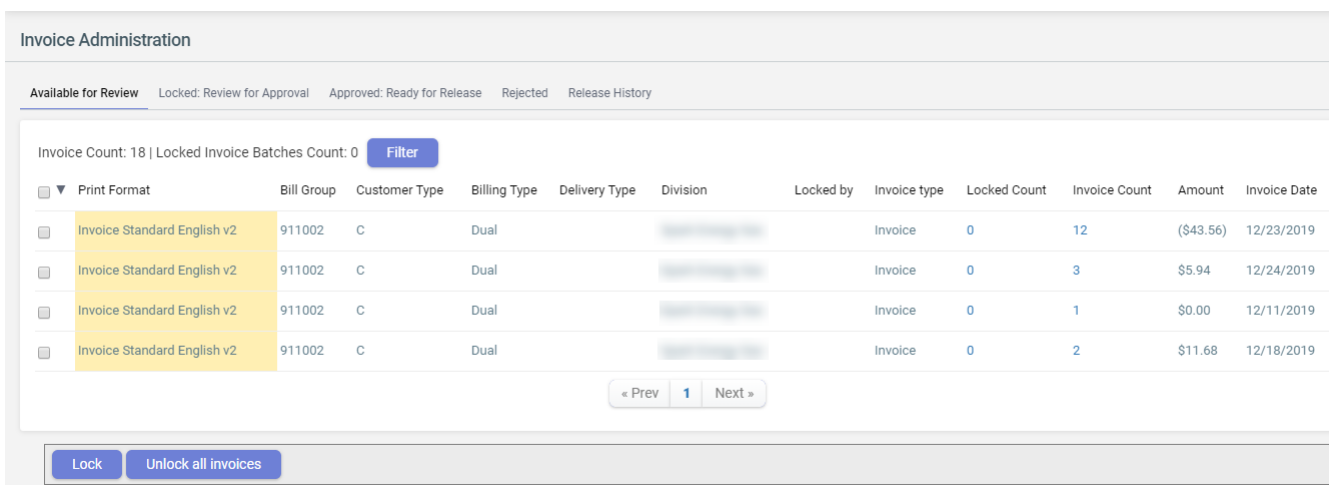 Invoice Administration
Available for Review Locked: Review for Approval Approved: Ready for Release Rejected Release History
Invoice Count: 18 | Locked Invoice Batches Count: 0 Filter
Print Format Bill Group Customer Type Billing Type Delivery Type Division Locked by Invoice type Locked Count Invoice Count Amount Invoice Date
Invoice Standard English v2 911002 C Dual Invoice 0 12 ($43.56) 12/23/2019
Invoice Standard English v2 911002 C Dual Invoice 0 3 $5.94 12/24/2019
Invoice Standard English v2 911002 C Dual Invoice 0 1 $0.00 12/11/2019
Invoice Standard English v2 911002 C Dual Invoice 0 2 $11.68 12/18/2019
« Prev 1 Next »
Lock Unlock all invoices